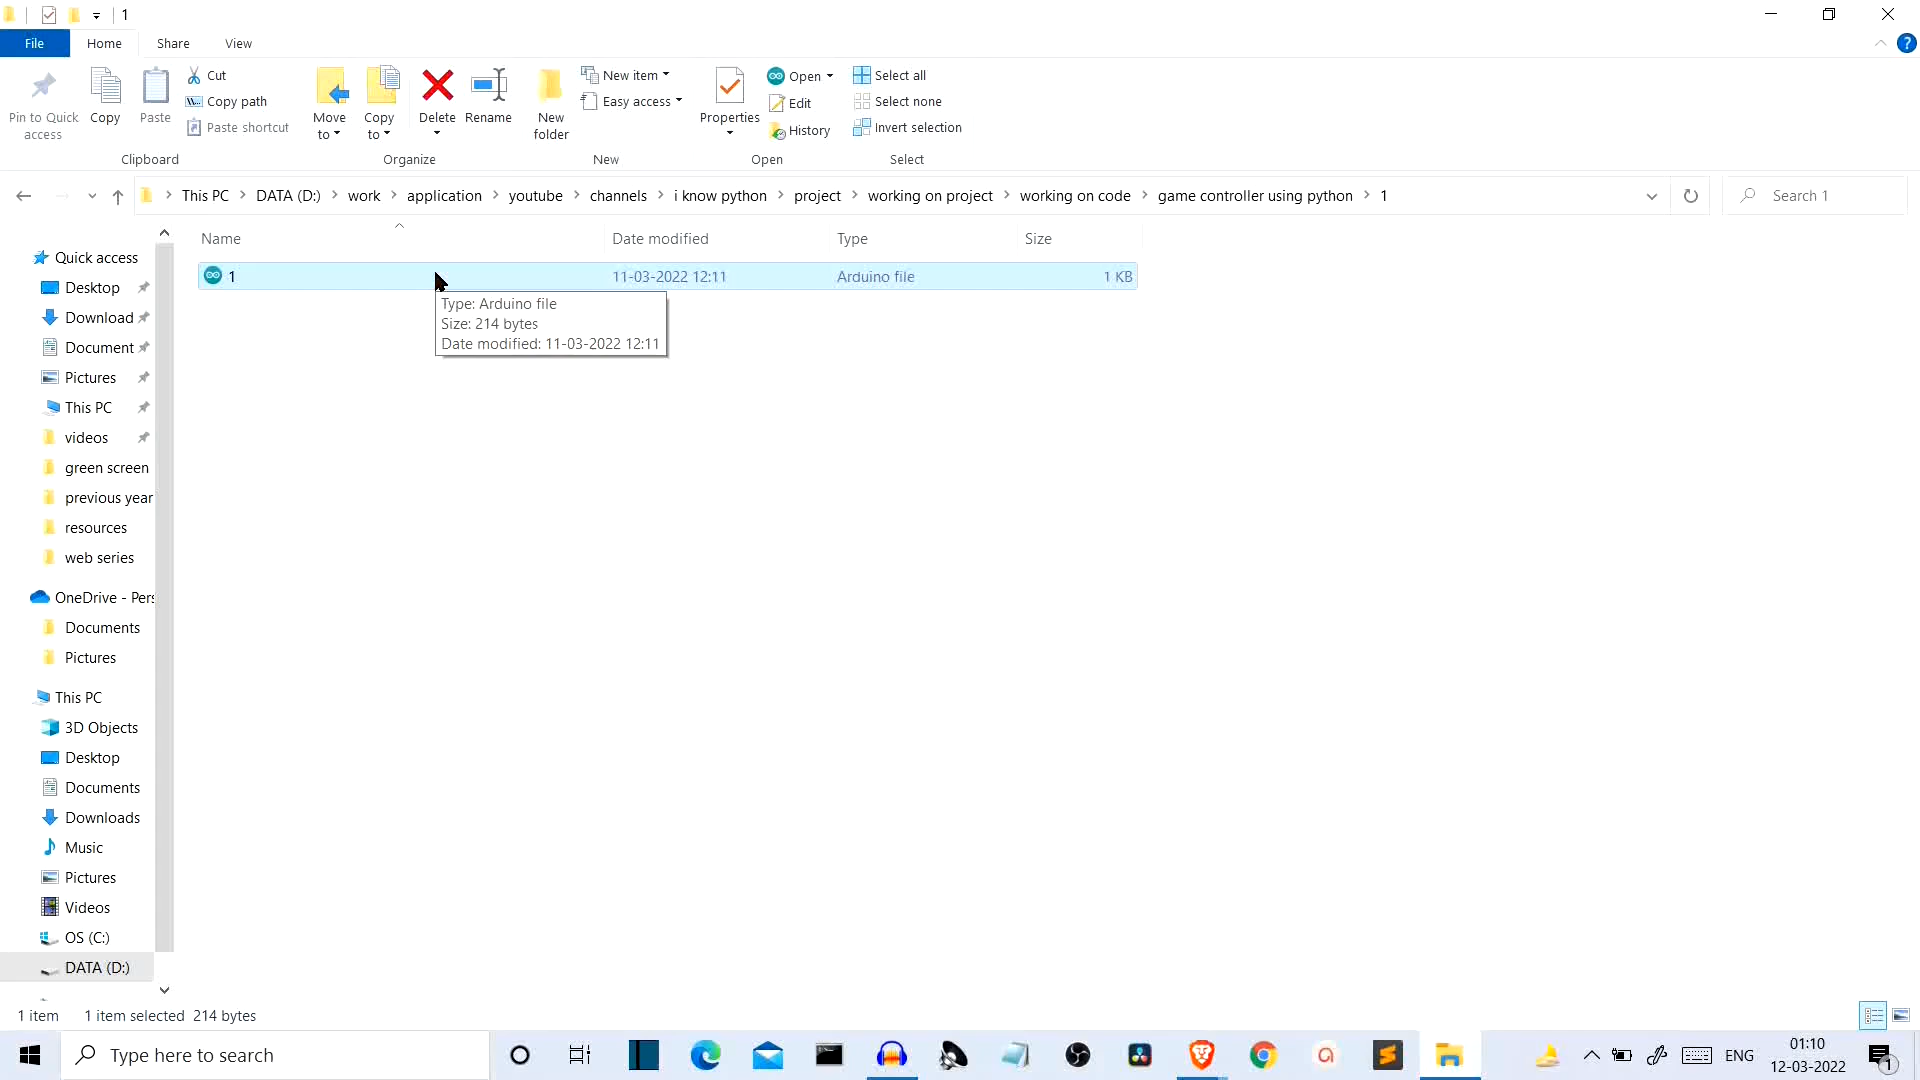 1
File Home Share View
Pin to Quick access
Copy
Paste
Cut
Copy path
Paste shortcut
Clipboard
Move to
Copy to
Delete
Rename
Organize
New folder
New item
Easy access
New
Properties
Open
Edit
History
Open
Select all
Select none
Invert selection
Select
This PC DATA (D:) work application youtube channels i know python project working on project working on code game controller using python 1
Search 1
Name Date modified Type Size
1 11-03-2022 12:11 Arduino file 1 KB
Type: Arduino file
Size: 214 bytes
Date modified: 11-03-2022 12:11
Quick access
Desktop
Download
Document
Pictures
This PC
videos
green screen
previous year
resources
web series
OneDrive - Pers
Documents
Pictures
This PC
3D Objects
Desktop
Documents
Downloads
Music
Pictures
Videos
OS (C:)
DATA (D:)
1 item 1 item selected 214 bytes
Type here to search
ENG
01:10
12-03-2022
1